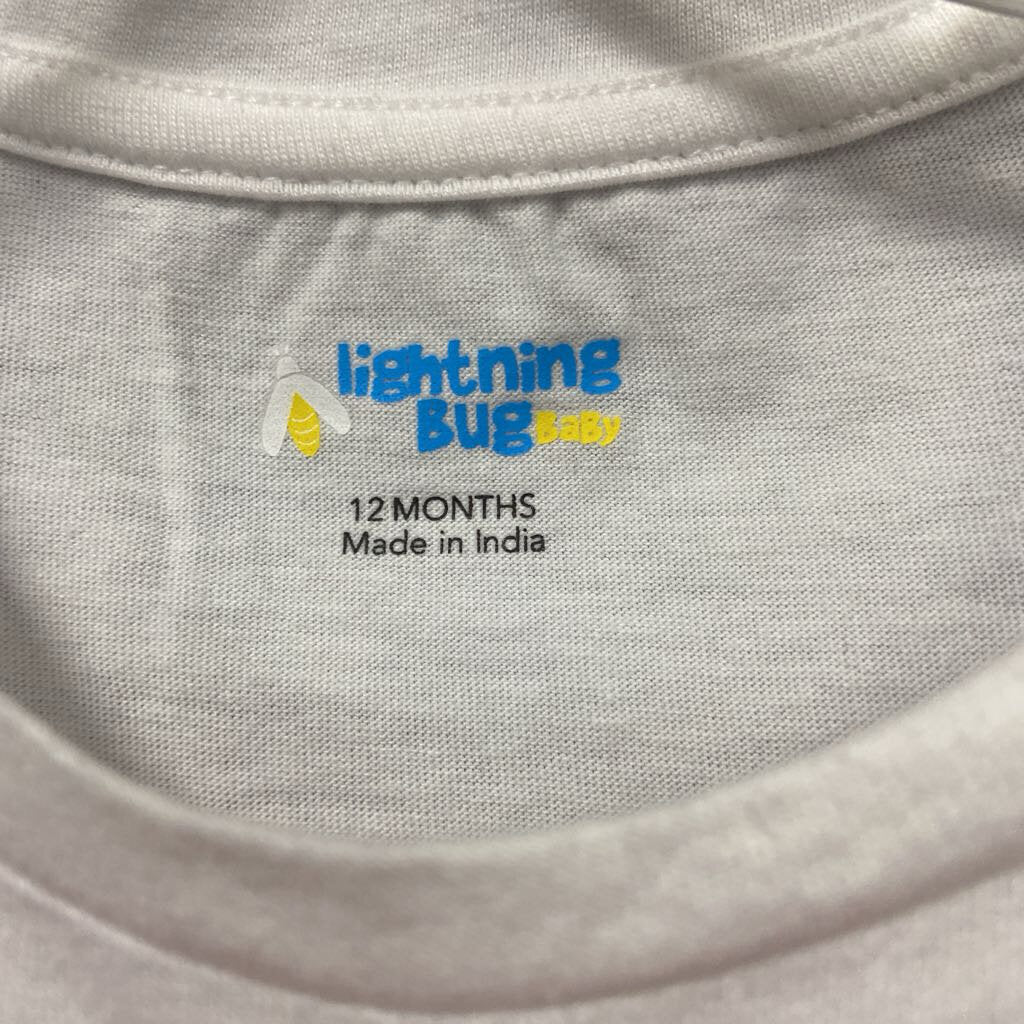 lightning
Bug BaBy
12 MONTHS
Made in India